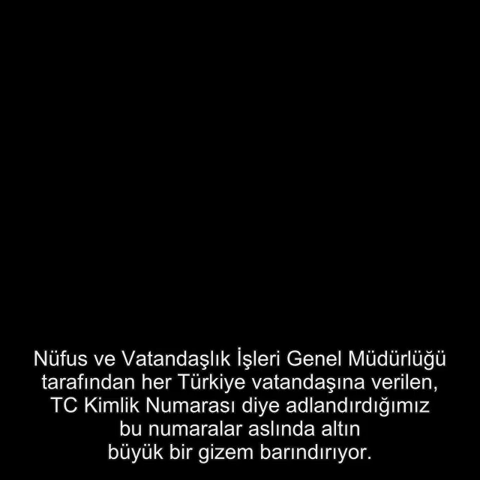 Nüfus ve Vatandaşlık İşleri Genel Müdürlüğü
tarafından her Türkiye vatandaşına verilen,
TC Kimlik Numarası diye adlandırdığımız
bu numaralar aslında altın
büyük bir gizem barındırıyor.